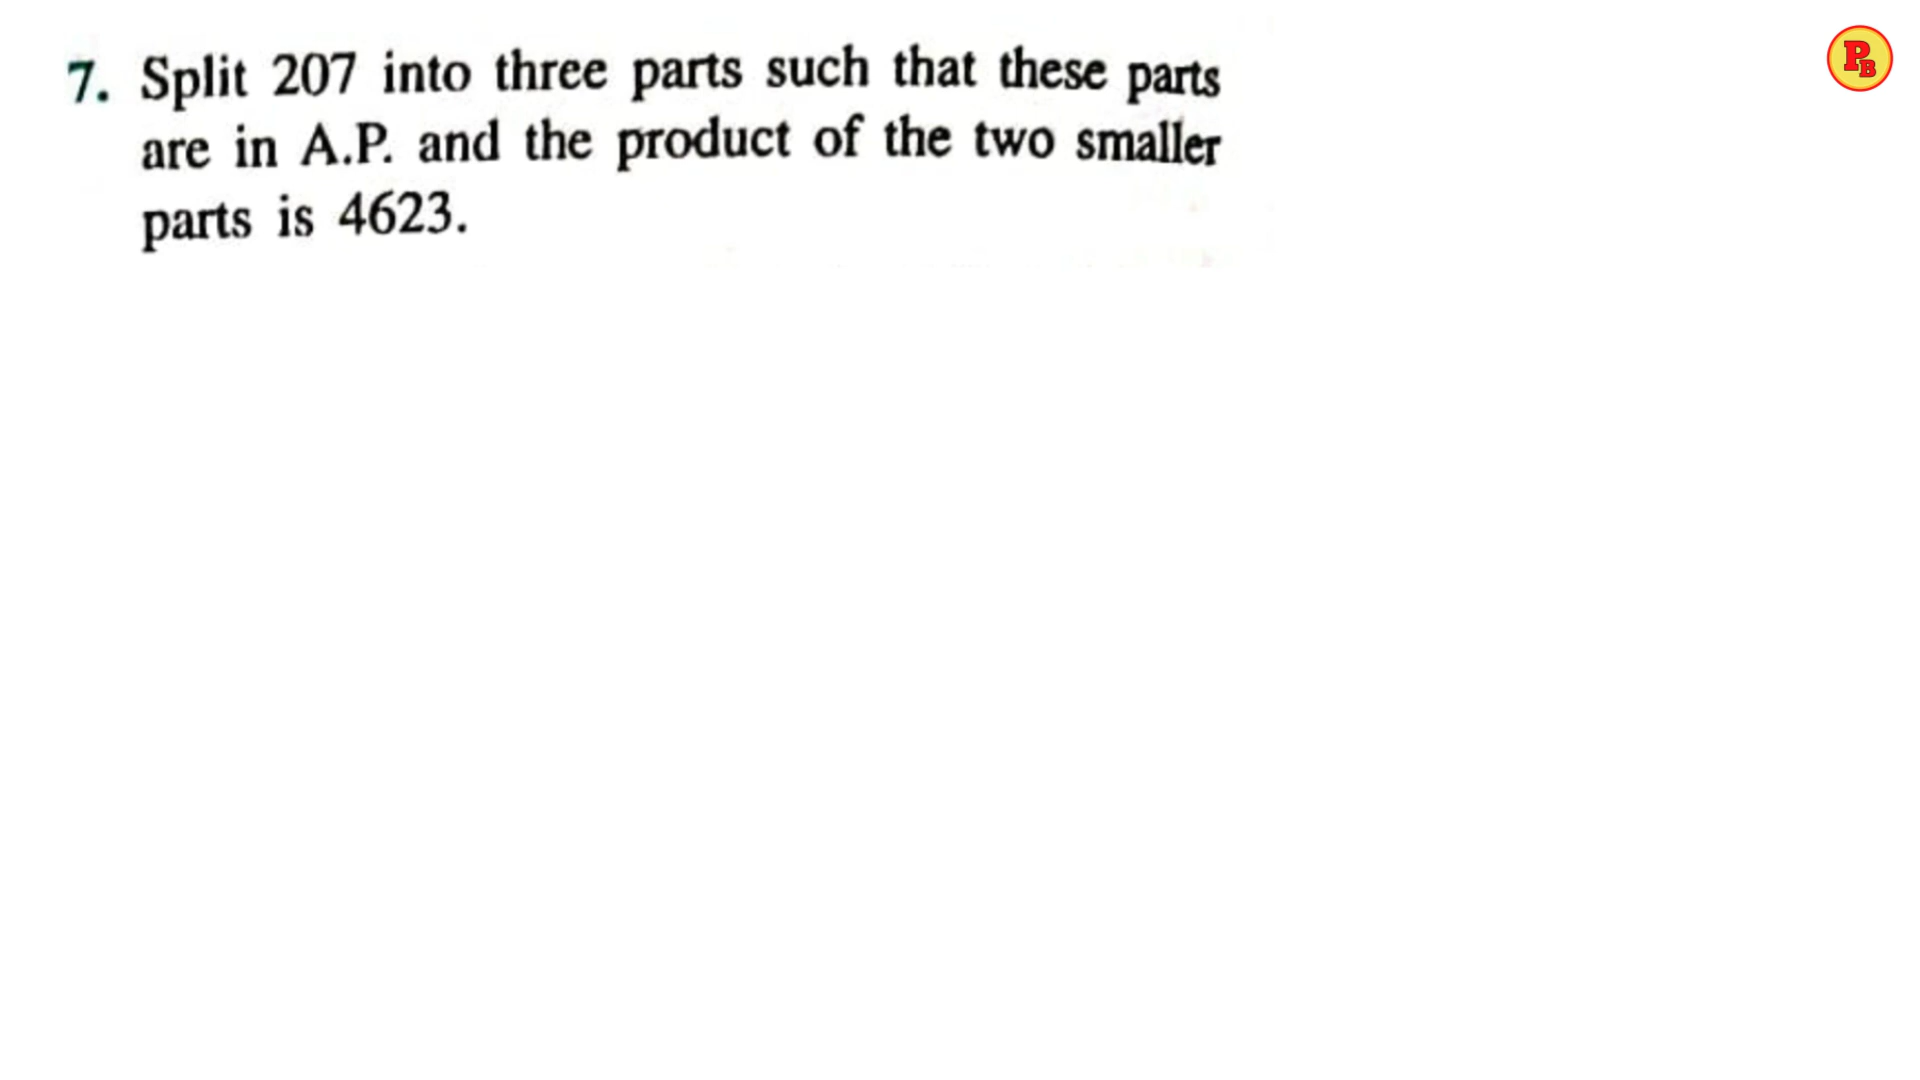 7. Split 207 into three parts such that these parts
are in A.P. and the product of the two smaller
parts is 4623.
PB